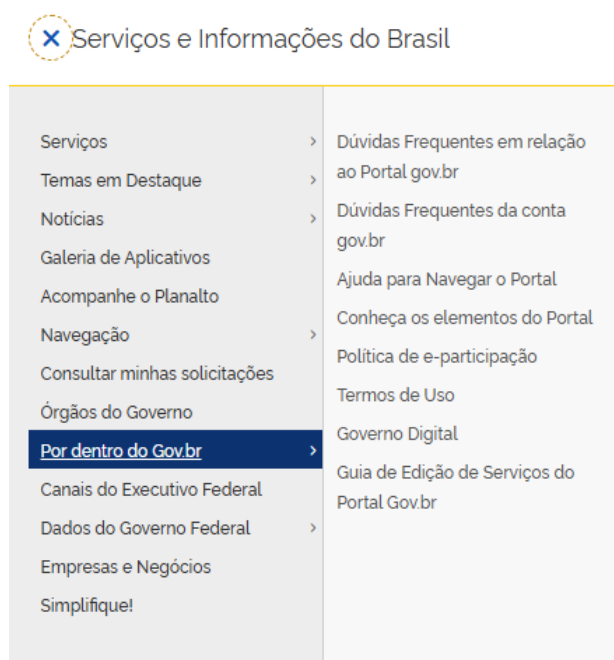 Serviços e Informações do Brasil
Serviços
Temas em Destaque
Notícias
Galeria de Aplicativos
Acompanhe o Planalto
Navegação
Consultar minhas solicitações
Órgãos do Governo
Por dentro do Gov.br
Canais do Executivo Federal
Dados do Governo Federal
Empresas e Negócios
Simplifique!
Dúvidas Frequentes em relação
ao Portal gov.br
Dúvidas Frequentes da conta
gov.br
Ajuda para Navegar o Portal
Conheça os elementos do Portal
Política de e-participação
Termos de Uso
Governo Digital
Guia de Edição de Serviços do
Portal Gov.br